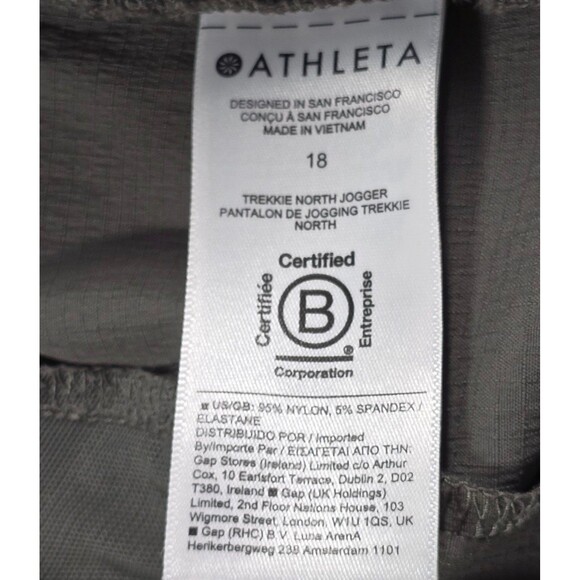 ATHLETA
DESIGNED IN SAN FRANCISCO
CONÇU À SAN FRANCISCO
MADE IN VIETNAM
18
TREKKIE NORTH JOGGER
PANTALON DE JOGGING TREKKIE
NORTH
Certified
Certifiée
B
Entreprise
®
Corporation
US/GB: 95% NYLON, 5% SPANDEX /
ELASTANE
DISTRIBUIDO POR / Imported
By/Importe Par / ΕΙΣΑΓΕΤΑΙ ΑΠΟ ΤΗΝ:
Gap Stores (Ireland) Limited c/o Arthur
Cox, 10 Earlsfort Terrace, Dublin 2, D02
T380, Ireland ■ Gap (UK Holdings)
Limited, 2nd Floor Nations House, 103
Wigmore Street, London, W1U 1QS, UK
■ Gap (RHC) B.V. Luna ArenA
Herikerbergweg 238 Amsterdam 1101